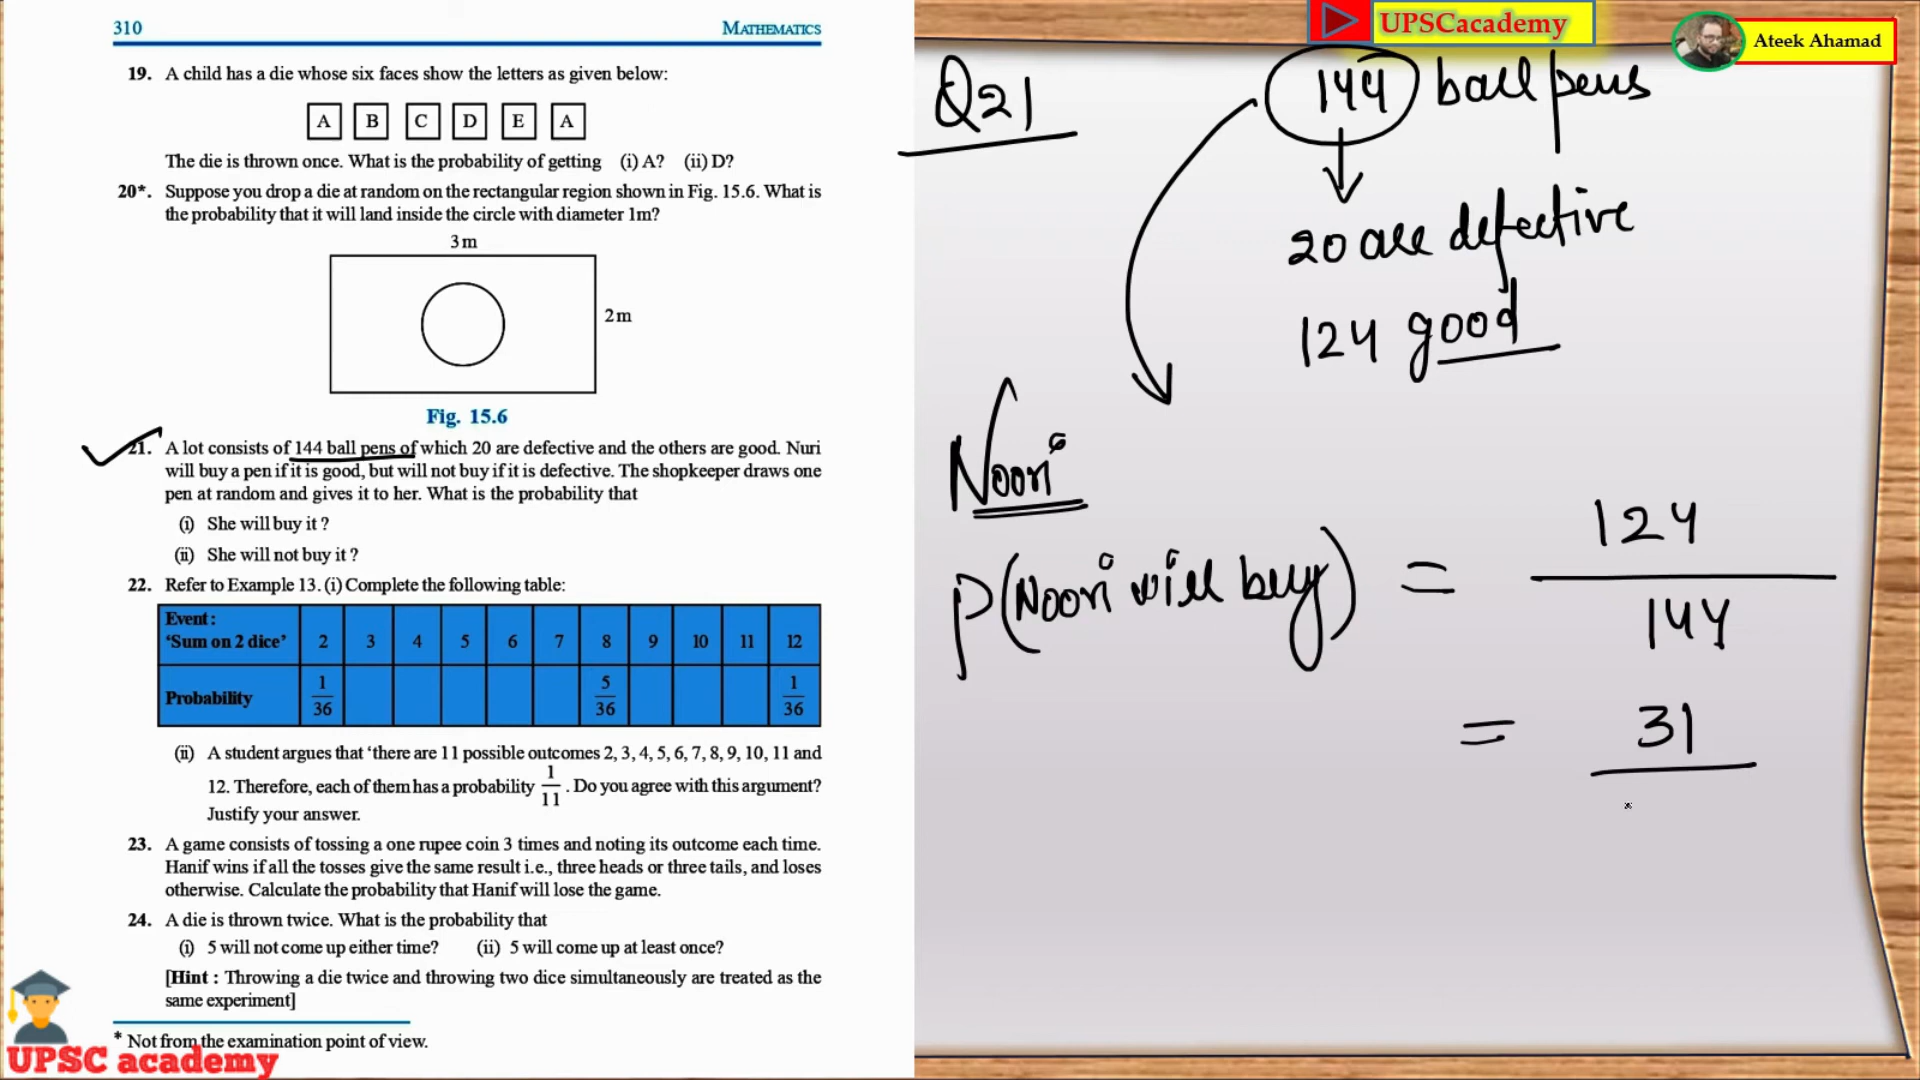 310 MATHEMATICS
19. A child has a die whose six faces show the letters as given below:
A B C D E A
The die is thrown once. What is the probability of getting (i) A? (ii) D?
20*. Suppose you drop a die at random on the rectangular region shown in Fig. 15.6. What is
the probability that it will land inside the circle with diameter 1m?
3 m
2 m
Fig. 15.6
21. A lot consists of 144 ball pens of which 20 are defective and the others are good. Nuri
will buy a pen if it is good, but will not buy if it is defective. The shopkeeper draws one
pen at random and gives it to her. What is the probability that
(i) She will buy it ?
(ii) She will not buy it ?
22. Refer to Example 13. (i) Complete the following table:
Event :
‘Sum on 2 dice’ 2 3 4 5 6 7 8 9 10 11 12
Probability 1/36 5/36 1/36
(ii) A student argues that ‘there are 11 possible outcomes 2, 3, 4, 5, 6, 7, 8, 9, 10, 11 and
12. Therefore, each of them has a probability 1/11 . Do you agree with this argument?
Justify your answer.
23. A game consists of tossing a one rupee coin 3 times and noting its outcome each time.
Hanif wins if all the tosses give the same result i.e., three heads or three tails, and loses
otherwise. Calculate the probability that Hanif will lose the game.
24. A die is thrown twice. What is the probability that
(i) 5 will not come up either time? (ii) 5 will come up at least once?
[Hint : Throwing a die twice and throwing two dice simultaneously are treated as the
same experiment]
* Not from the examination point of view.
UPSC academy
UPSCacademy
Ateek Ahamad
Q21
144 ball pens
20 are defective
124 good
Noori
P(Noori will buy) = 124
144
= 31